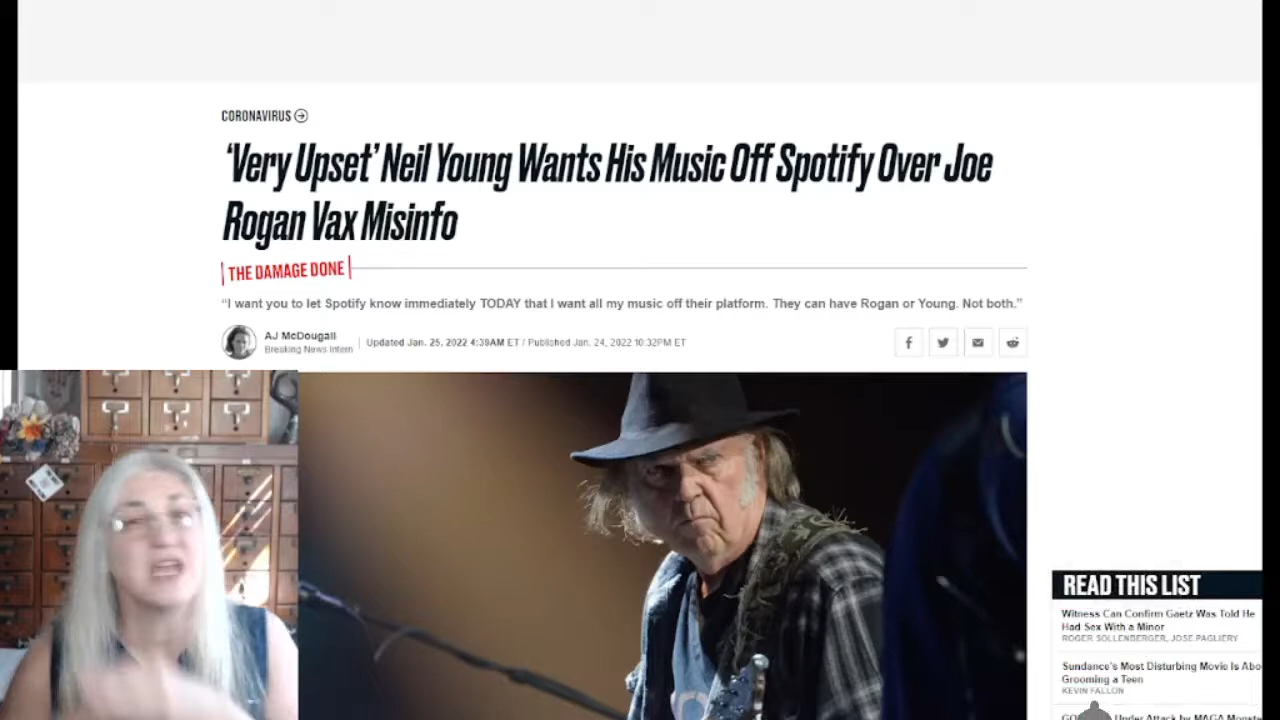 CORONAVIRUS
‘Very Upset’ Neil Young Wants His Music Off Spotify Over Joe
Rogan Vax Misinfo
THE DAMAGE DONE
“I want you to let Spotify know immediately TODAY that I want all my music off their platform. They can have Rogan or Young. Not both.”
AJ McDougall
Breaking News Intern
Updated Jan. 25, 2022 4:39AM ET / Published Jan. 24, 2022 10:32PM ET
READ THIS LIST
Witness Can Confirm Gaetz Was Told He
Had Sex With a Minor
ROGER SOLLENBERGER, JOSE PAGLIERY
Sundance's Most Disturbing Movie Is Abo
Grooming a Teen
KEVIN FALLON
Under Attack by MAGA